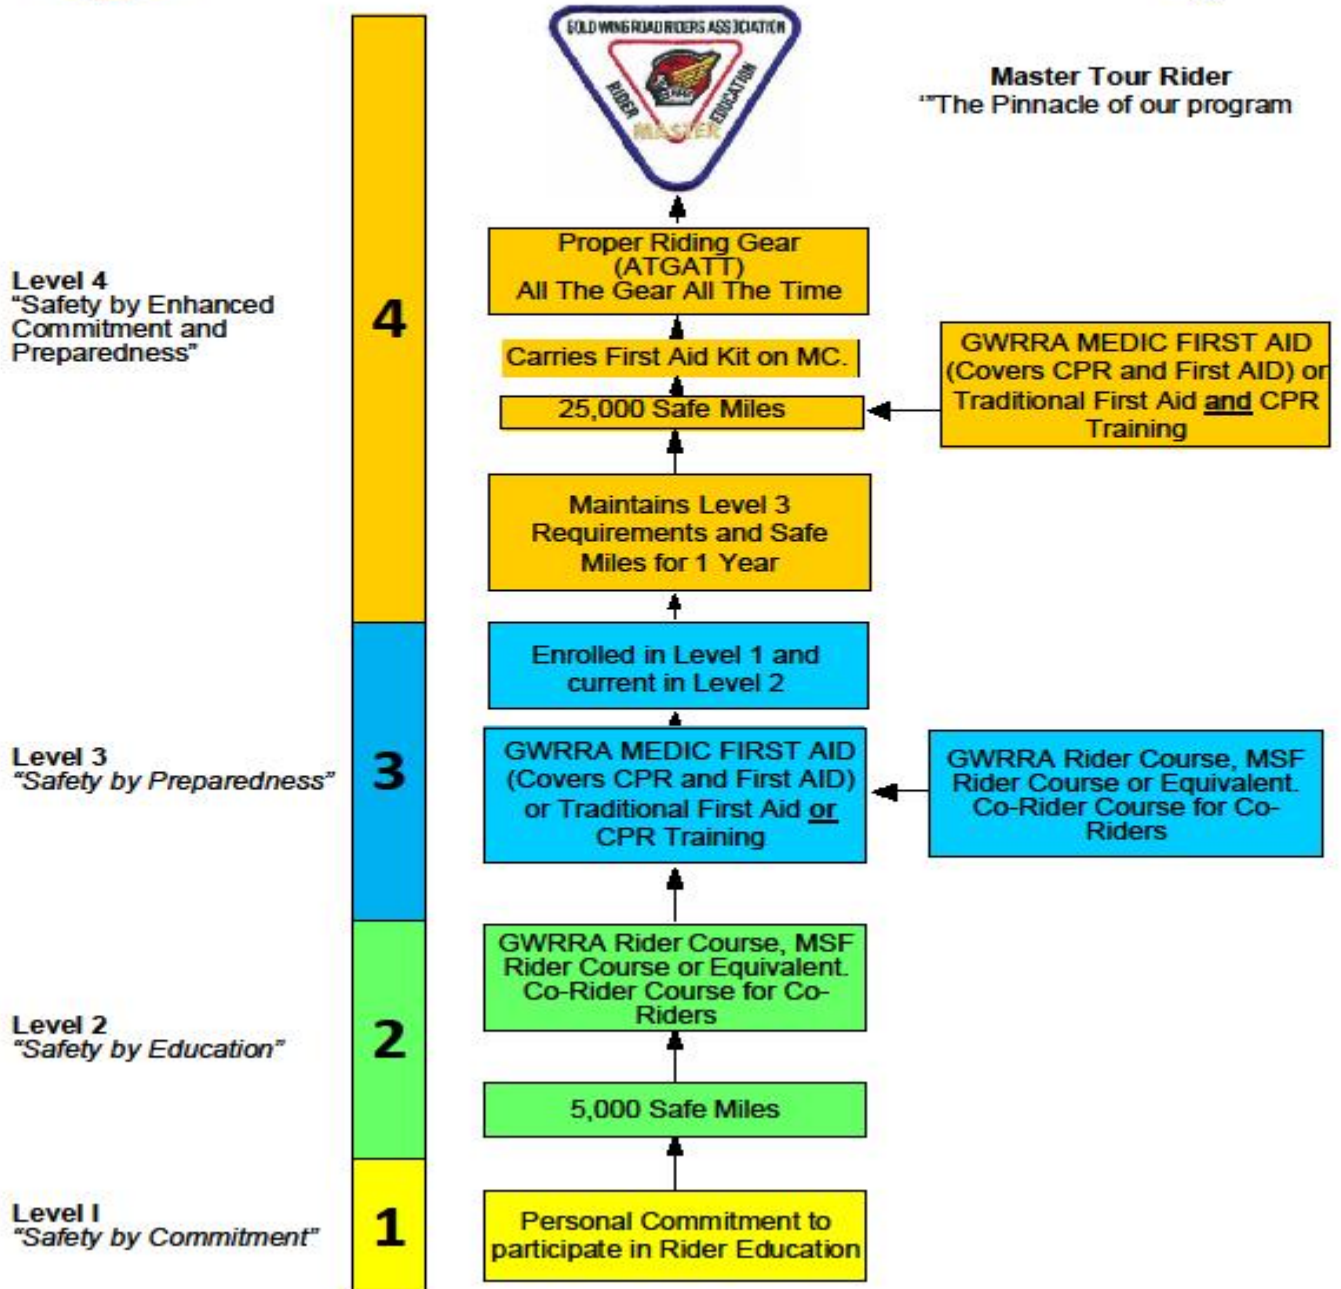 GOLD WING ROAD RIDERS ASSOCIATION
RIDER
EDUCATION
MASTER
Master Tour Rider
'"The Pinnacle of our program
Proper Riding Gear
(ATGATT)
All The Gear All The Time
Level 4
“Safety by Enhanced
Commitment and
Preparedness”
4
Carries First Aid Kit on MC.
25,000 Safe Miles
GWRRA MEDIC FIRST AID
(Covers CPR and First AID) or
Traditional First Aid and CPR
Training
Maintains Level 3
Requirements and Safe
Miles for 1 Year
Enrolled in Level 1 and
current in Level 2
Level 3
“Safety by Preparedness”
3
GWRRA MEDIC FIRST AID
(Covers CPR and First AID)
or Traditional First Aid or
CPR Training
GWRRA Rider Course, MSF
Rider Course or Equivalent.
Co-Rider Course for Co-
Riders
GWRRA Rider Course, MSF
Rider Course or Equivalent.
Co-Rider Course for Co-
Riders
Level 2
“Safety by Education”
2
5,000 Safe Miles
Level I
“Safety by Commitment”
1
Personal Commitment to
participate in Rider Education